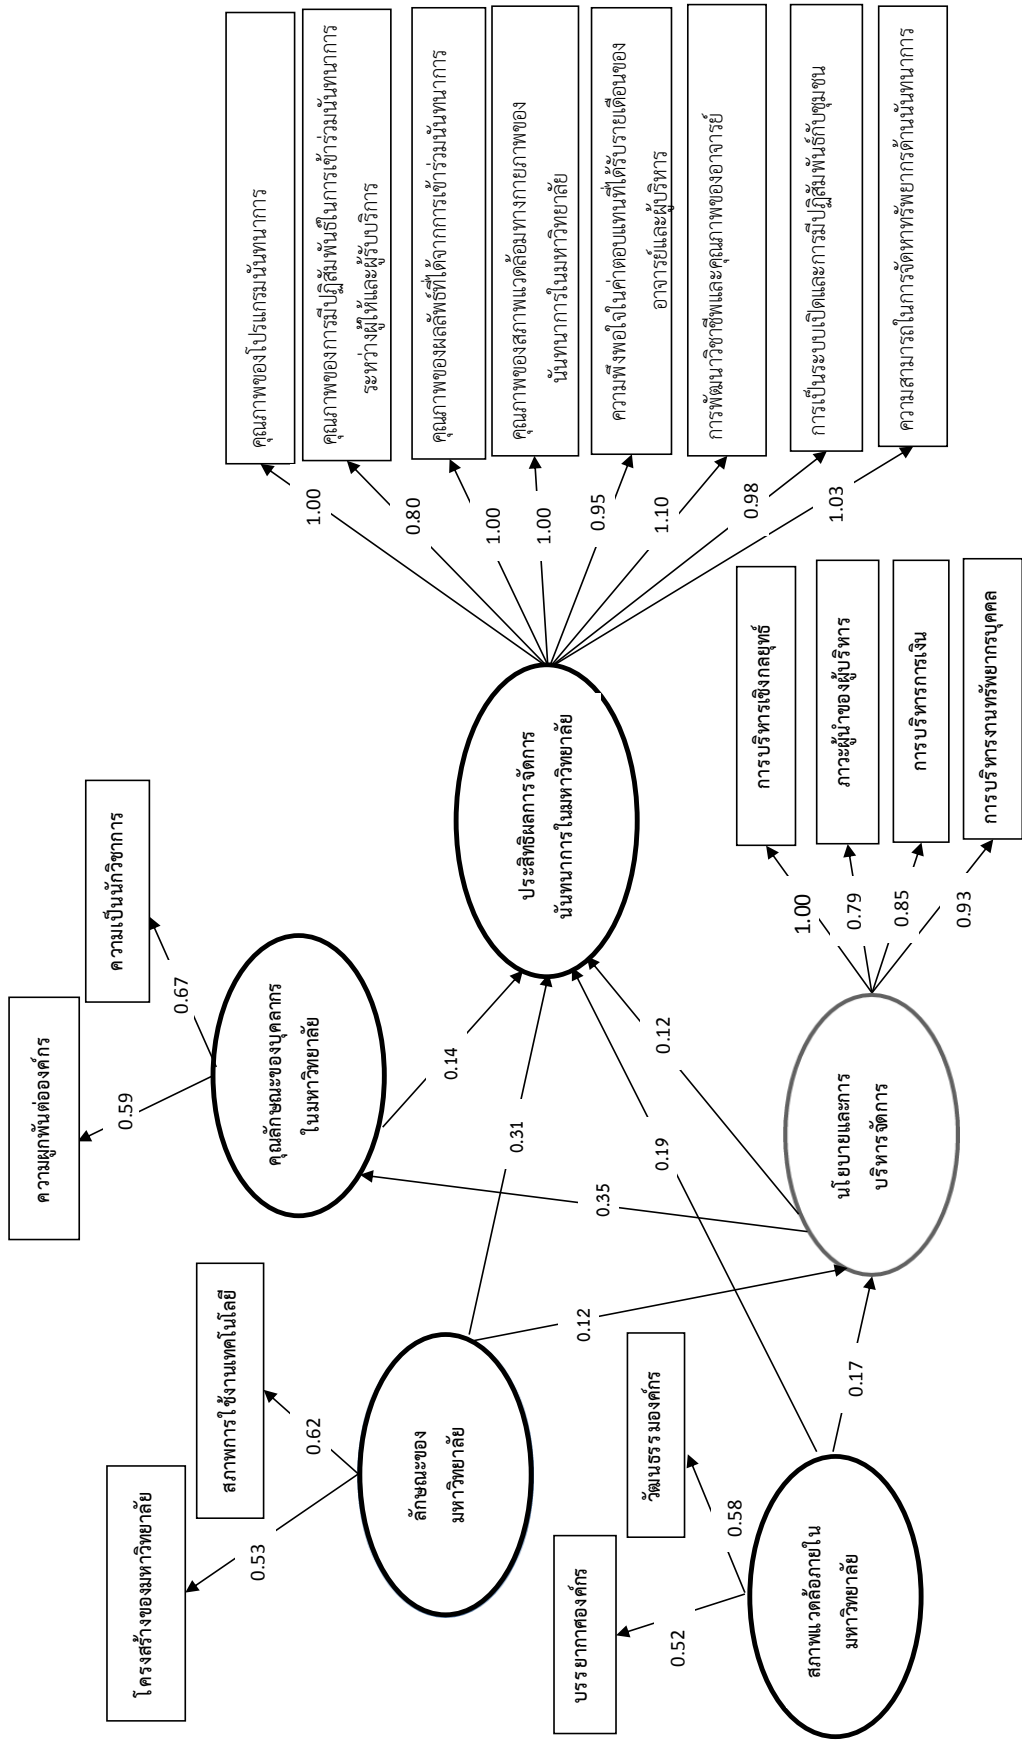 โครงสร้างของมหาวิทยาลัย
สภาพการใช้งานเทคโนโลยี
0.53
0.62
ลักษณะของ
มหาวิทยาลัย
ความผูกพันต่อองค์กร
ความเป็นนักวิชาการ
0.59
0.67
คุณลักษณะของบุคลากร
ในมหาวิทยาลัย
บรรยากาศองค์กร
วัฒนธรรมองค์กร
0.52
0.58
สภาพแวดล้อภายใน
มหาวิทยาลัย
0.14
0.31
0.19
0.12
0.35
0.12
0.17
นโยบายและการ
บริหารจัดการ
1.00
0.79
0.85
0.93
การบริหารเชิงกลยุทธ์
ภาวะผู้นำของผู้บริหาร
การบริหารการเงิน
การบริหารงานทรัพยากรบุคคล
ประสิทธิผลการจัดการ
นันทนาการในมหาวิทยาลัย
1.00
0.80
1.00
1.00
0.95
1.10
0.98
1.03
คุณภาพของโปรแกรมนันทนาการ
คุณภาพของการมีปฏิสัมพันธ์ในการเข้าร่วมนันทนาการ
ระหว่างผู้ให้และผู้รับบริการ
คุณภาพของผลลัพธ์ที่ได้จากการเข้าร่วมนันทนาการ
คุณภาพของสภาพแวดล้อมทางกายภาพของ
นันทนาการในมหาวิทยาลัย
ความพึงพอใจในค่าตอบแทนที่ได้รับรายเดือนของ
อาจารย์และผู้บริหาร
การพัฒนาวิชาชีพและคุณภาพของอาจารย์
การเป็นระบบเปิดและการมีปฏิสัมพันธ์กับชุมชน
ความสามารถในการจัดหาทรัพยากรด้านนันทนาการ